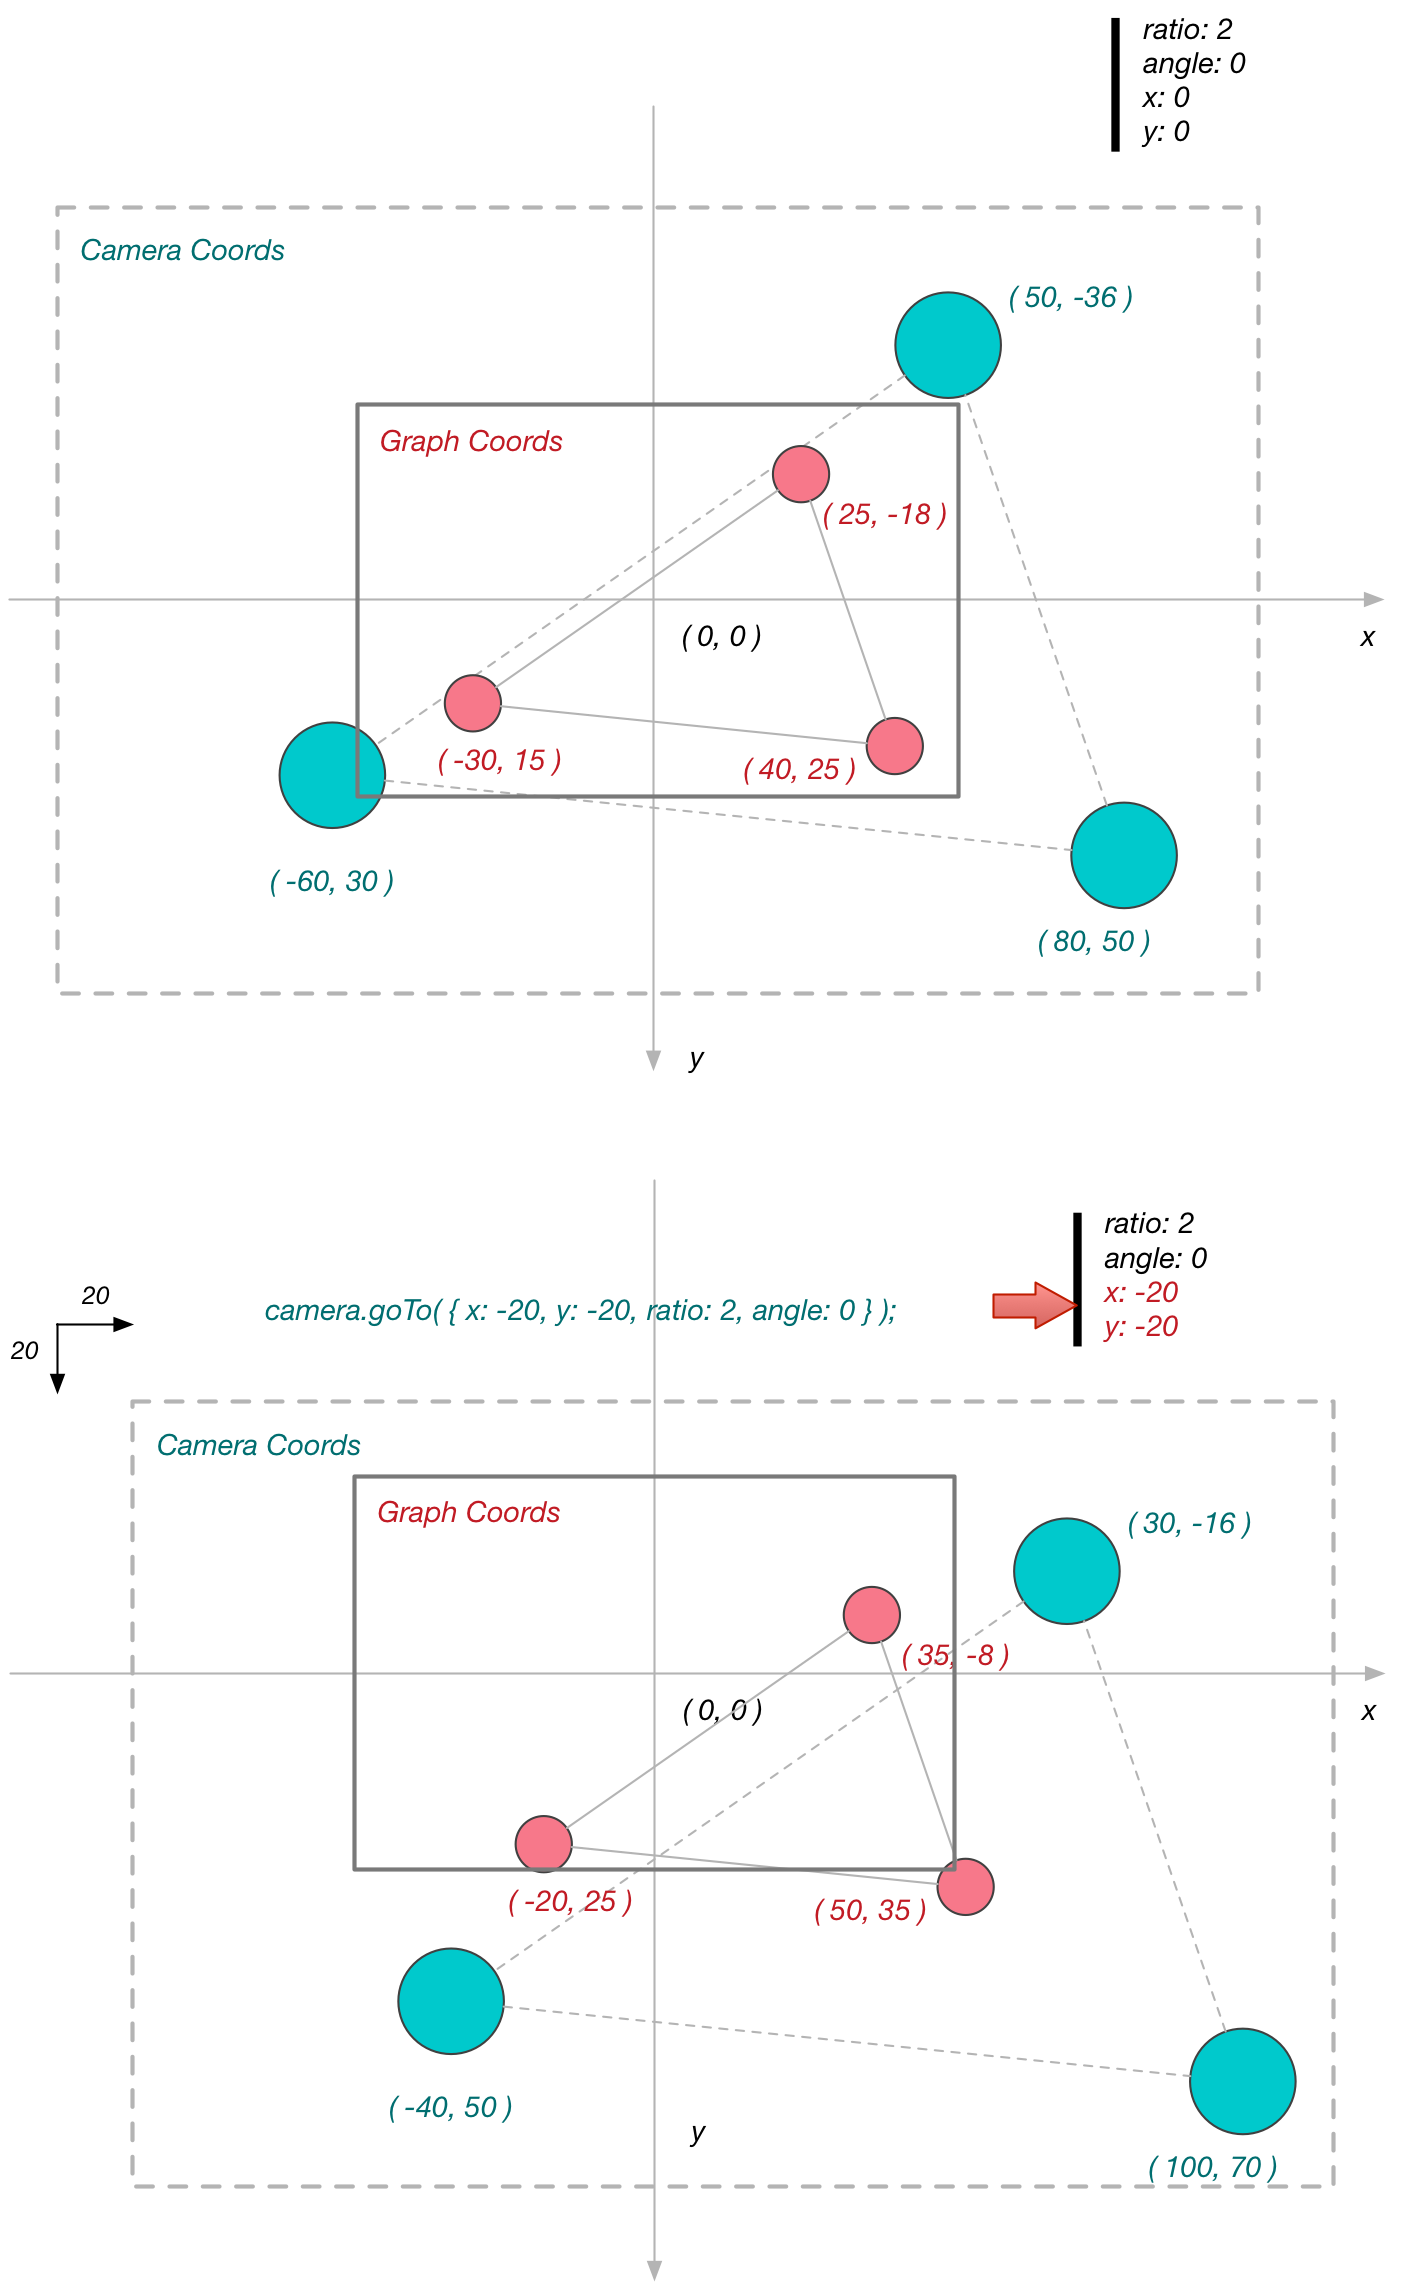 ratio: 2
angle: 0
x: 0
y: 0
Camera Coords
( 50, -36 )
Graph Coords
( 25, -18 )
( 0, 0 )
x
( -30, 15 )
( 40, 25 )
( -60, 30 )
( 80, 50 )
y
ratio: 2
angle: 0
x: -20
y: -20
20
20
camera.goTo( { x: -20, y: -20, ratio: 2, angle: 0 } );
Camera Coords
Graph Coords
( 30, -16 )
( 35, -8 )
( 0, 0 )
x
( -20, 25 )
( 50, 35 )
( -40, 50 )
y
( 100, 70 )